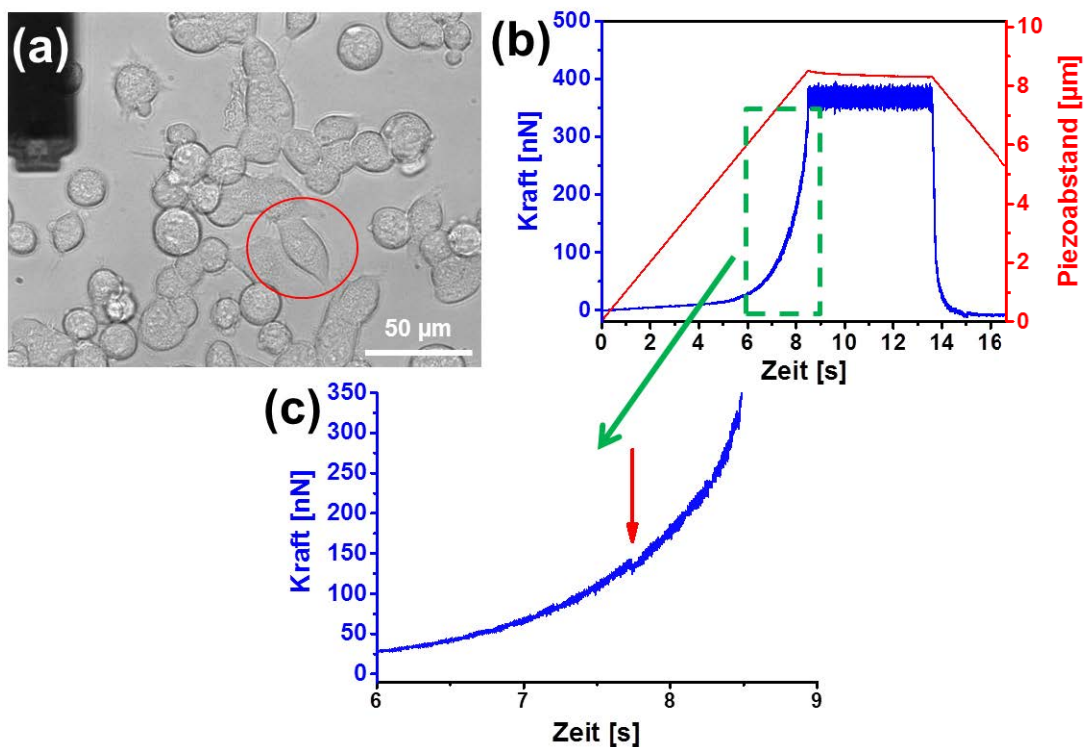 (a)
50 µm
(b)
500
400
300
200
100
0
Kraft [nN]
0 2 4 6 8 10 12 14 16
Zeit [s]
10
8
6
4
2
0
Piezoabstand [µm]
(c)
350
300
250
200
150
100
50
0
Kraft [nN]
6 7 8 9
Zeit [s]